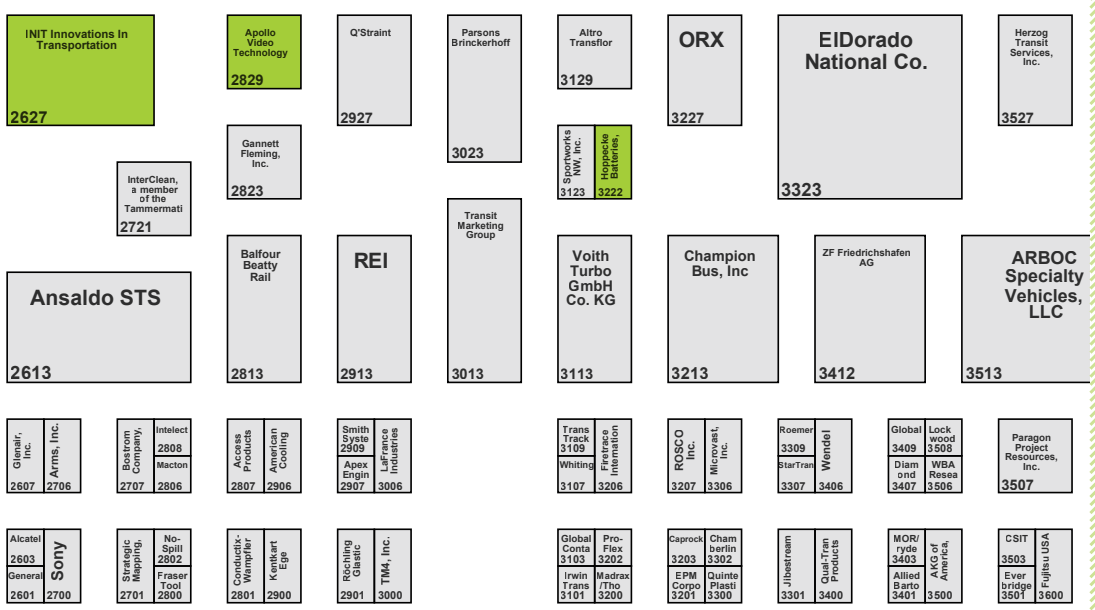 INIT Innovations In
Transportation
2627
Apollo
Video
Technology
2829
Q'Straint
2927
Parsons
Brinckerhoff
3023
Altro
Transflor
3129
ORX
3227
ElDorado
National Co.
3323
Herzog
Transit
Services,
Inc.
3527
InterClean,
a member
of the
Tammermati
2721
Gannett
Fleming,
Inc.
2823
Sportworks
NW, Inc.
3123
Hoppecke
Batteries,
3222
Ansaldo STS
2613
Balfour
Beatty
Rail
2813
REI
2913
Transit
Marketing
Group
3013
Voith
Turbo
GmbH
Co. KG
3113
Champion
Bus, Inc
3213
ZF Friedrichshafen
AG
3412
ARBOC
Specialty
Vehicles,
LLC
3513
Glenair,
Inc.
2607
Arms, Inc.
2706
Bostrom
Company,
2707
Intelect
2808
Macton
2806
Access
Products
2807
American
Cooling
2906
Smith
Syste
2909
Apex
Engin
2907
LaFrance
Industries
3006
Trans
Track
3109
Whiting
3107
Firetrace
Internation
3206
ROSCO
Inc.
3207
Microvast,
Inc.
3306
Roemer
3309
StarTran
3307
Wendel
3406
Global
3409
Lock
wood
3508
Diam
ond
3407
WBA
Resea
3506
Paragon
Project
Resources,
Inc.
3507
Alcatel
2603
General
2601
Sony
2700
Strategic
Mapping,
2701
No-
Spill
2802
Fraser
Tool
2800
Conductix-
Wampfler
2801
Kentkart
Ege
2900
Röchling
Glastic
2901
TM4, Inc.
3000
Global
Conta
3103
Pro-
Flex
3202
Irwin
Trans
3101
Madrax
/Tho
3200
Caprock
3203
Cham
berlin
3302
EPM
Corpo
3201
Quinte
Plasti
3300
Jilbestream
3301
Qual-Tran
Products
3400
MOR/
ryde
3403
Allied
Barto
3401
AKG of
America,
3500
CSIT
3503
Ever
bridge
3501
Fujitsu USA
3600